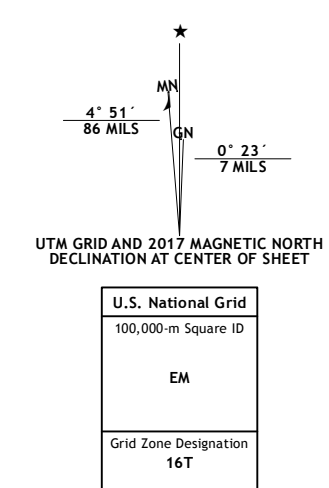 ★
MN
4° 51´
86 MILS
GN
0° 23´
7 MILS
UTM GRID AND 2017 MAGNETIC NORTH
DECLINATION AT CENTER OF SHEET
U.S. National Grid
100,000-m Square ID
EM
Grid Zone Designation
16T